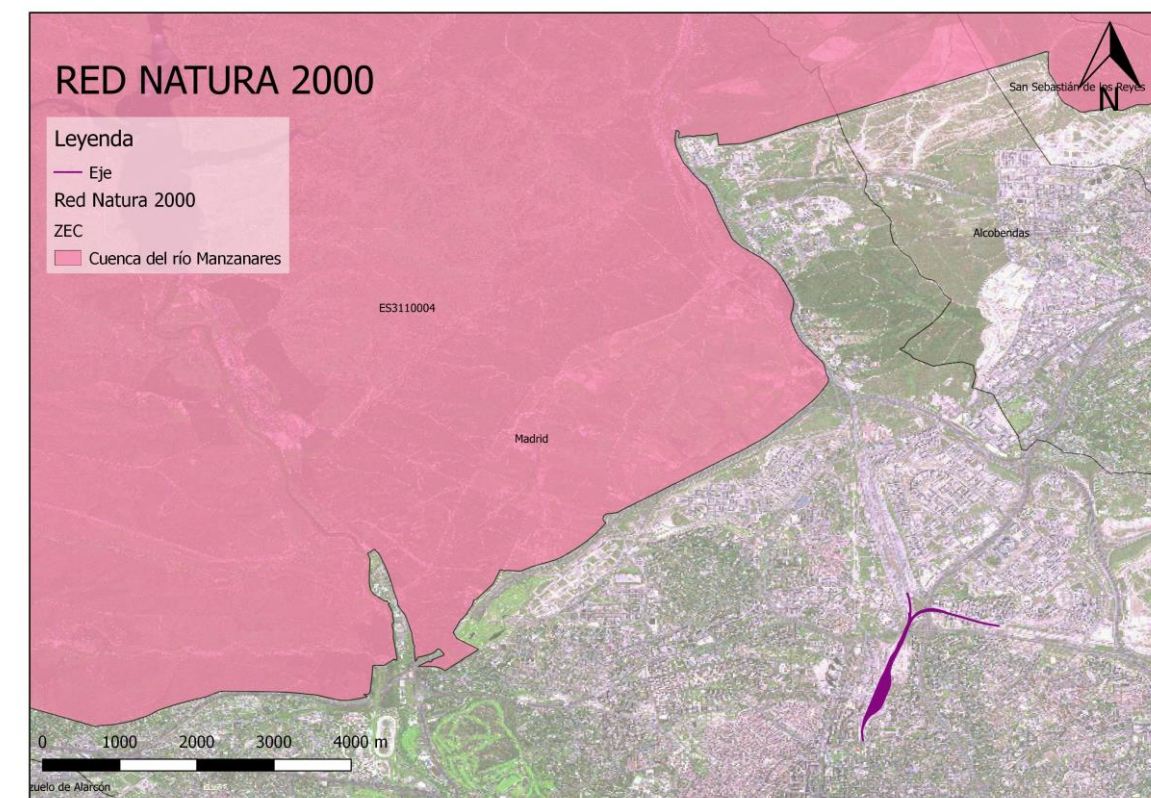 RED NATURA 2000
Leyenda
Eje
Red Natura 2000
ZEC
Cuenca del río Manzanares
San Sebastián de los Reyes
N
Alcobendas
ES3110004
Madrid
0 1000 2000 3000 4000 m
zuelo de Alarcón